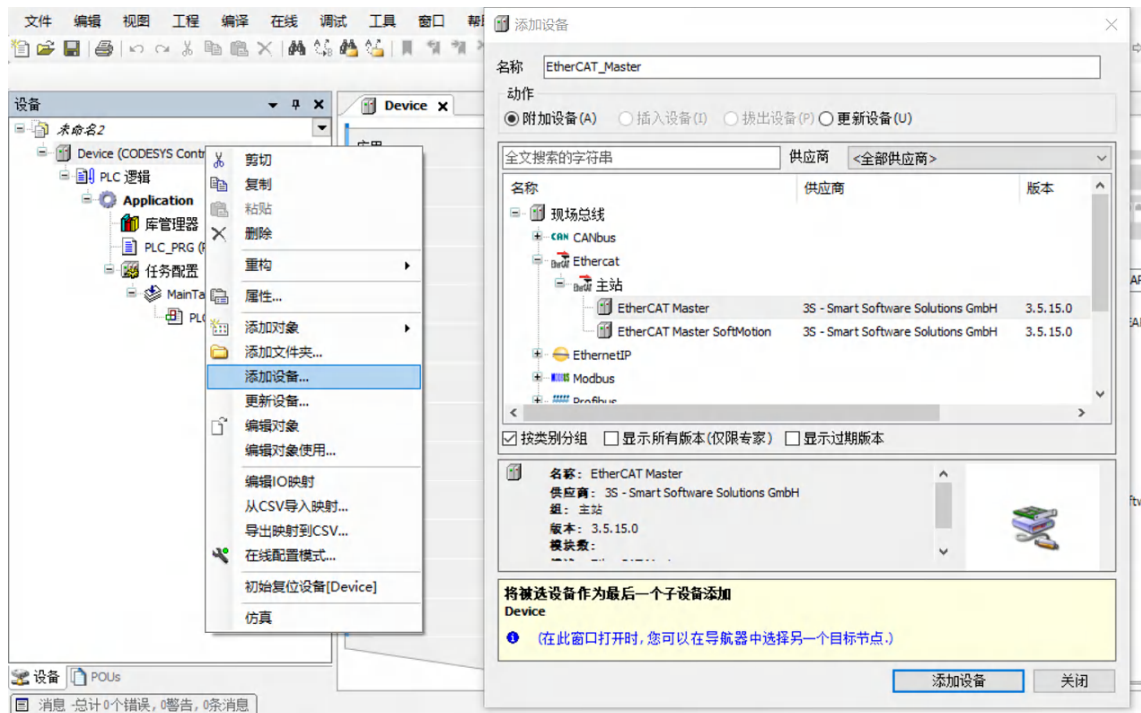 文件 编辑 视图 工程 编译 在线 调试 工具 窗口
设备
未命名2
Device (CODESYS Contr
PLC 逻辑
Application
库管理器
PLC_PRG (
任务配置
MainTa
PLC
设备 POUs
消息 -总计0个错误, 0警告, 0条消息
Device
剪切
复制
粘贴
删除
重构
属性...
添加对象
添加文件夹...
添加设备...
更新设备...
编辑对象
编辑对象使用...
编辑IO映射
从CSV导入映射...
导出映射到CSV...
在线配置模式...
初始复位设备[Device]
仿真
添加设备
名称 EtherCAT_Master
动作
附加设备(A) 插入设备(I) 拔出设备(P) 更新设备(U)
全文搜索的字符串 供应商 <全部供应商>
名称 供应商 版本
现场总线
CAN CANbus
EtherCAT Ethercat
EtherCAT 主站
EtherCAT Master 3S - Smart Software Solutions GmbH 3.5.15.0
EtherCAT Master SoftMotion 3S - Smart Software Solutions GmbH 3.5.15.0
EthernetIP
Modbus
Profibus
按类别分组 显示所有版本(仅限专家) 显示过期版本
名称: EtherCAT Master
供应商: 3S - Smart Software Solutions GmbH
组: 主站
版本: 3.5.15.0
模块数:
将被选设备作为最后一个子设备添加
Device
(在此窗口打开时, 您可以在导航器中选择另一个目标节点.)
添加设备 关闭